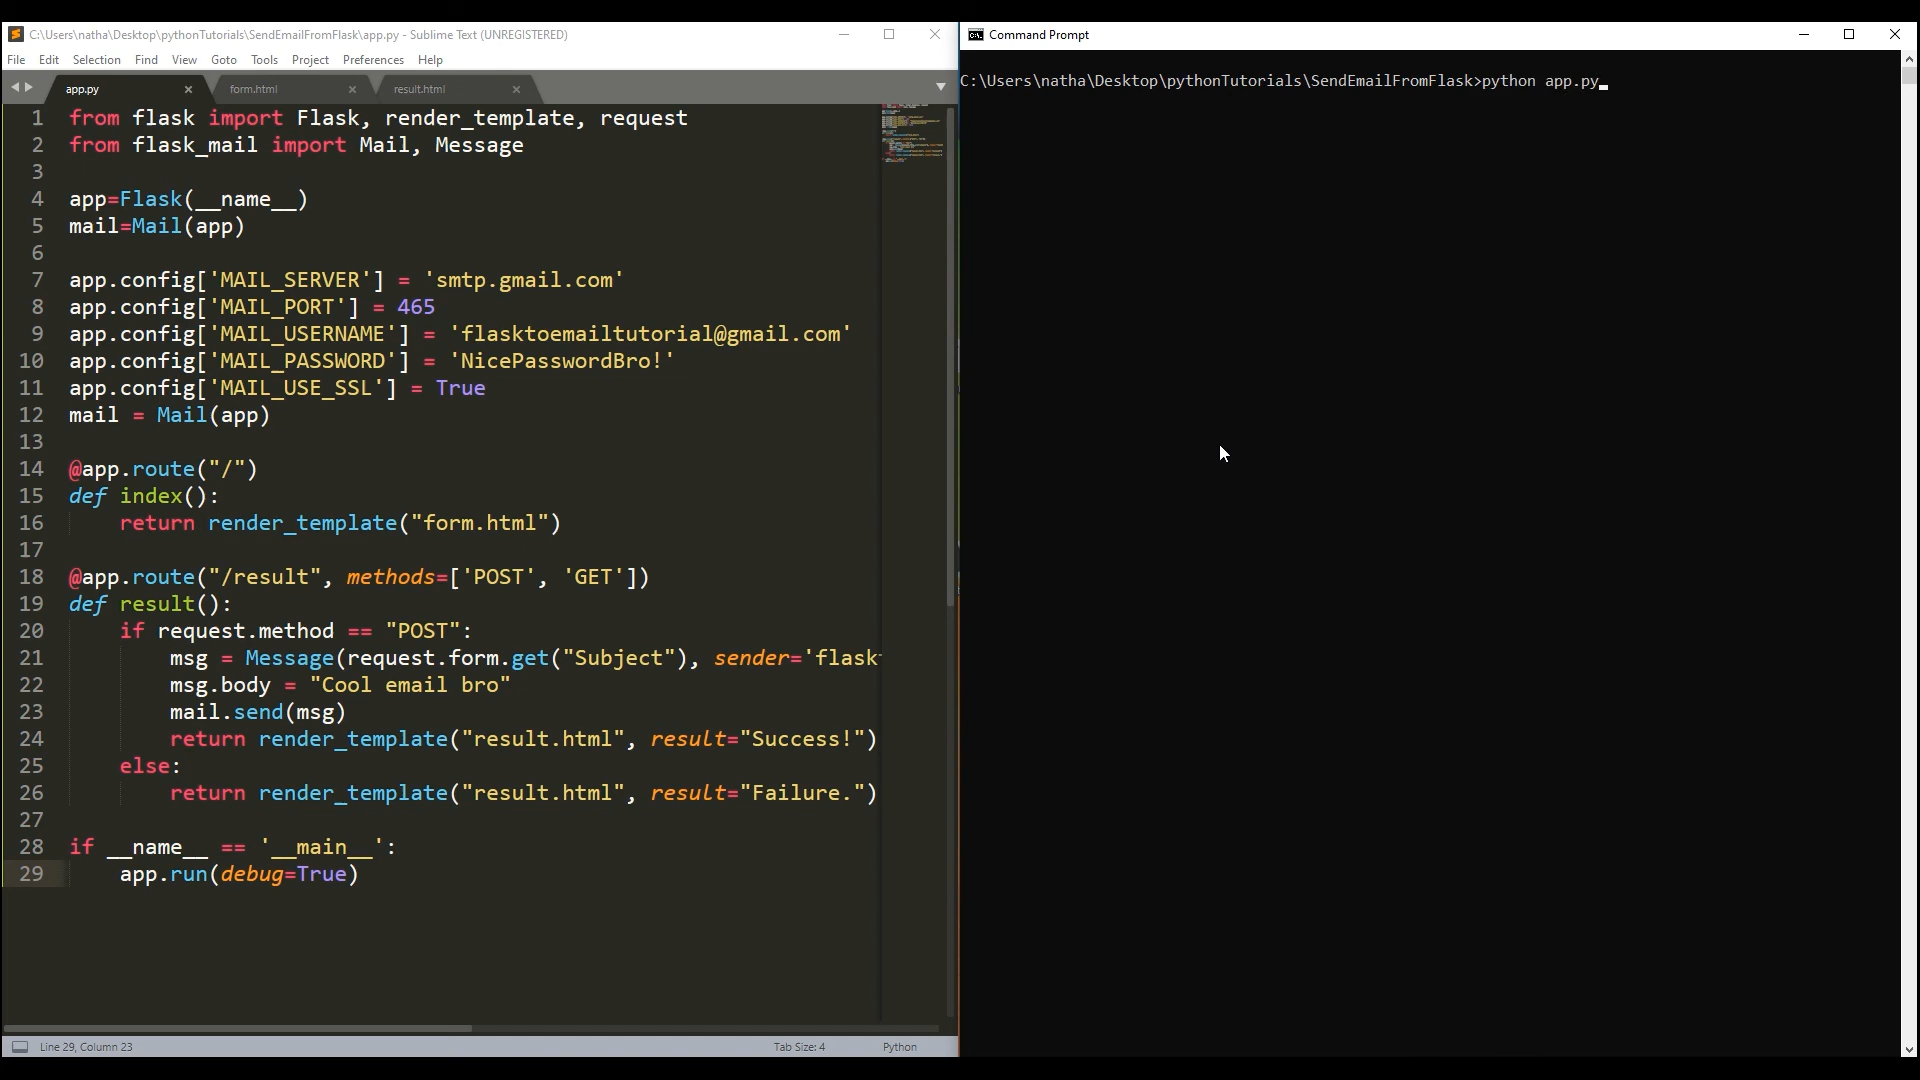 C:\Users\natha\Desktop\pythonTutorials\SendEmailFromFlask\app.py - Sublime Text (UNREGISTERED)
File Edit Selection Find View Goto Tools Project Preferences Help
app.py form.html result.html
1 from flask import Flask, render_template, request
2 from flask_mail import Mail, Message
3
4 app=Flask(__name__)
5 mail=Mail(app)
6
7 app.config['MAIL_SERVER'] = 'smtp.gmail.com'
8 app.config['MAIL_PORT'] = 465
9 app.config['MAIL_USERNAME'] = 'flasktoemailtutorial@gmail.com'
10 app.config['MAIL_PASSWORD'] = 'NicePasswordBro!'
11 app.config['MAIL_USE_SSL'] = True
12 mail = Mail(app)
13
14 @app.route("/")
15 def index():
16     return render_template("form.html")
17
18 @app.route("/result", methods=['POST', 'GET'])
19 def result():
20     if request.method == "POST":
21         msg = Message(request.form.get("Subject"), sender='flask
22         msg.body = "Cool email bro"
23         mail.send(msg)
24         return render_template("result.html", result="Success!")
25     else:
26         return render_template("result.html", result="Failure.")
27
28 if __name__ == '__main__':
29     app.run(debug=True)
Line 29, Column 23 Tab Size: 4 Python
Command Prompt
C:\Users\natha\Desktop\pythonTutorials\SendEmailFromFlask>python app.py